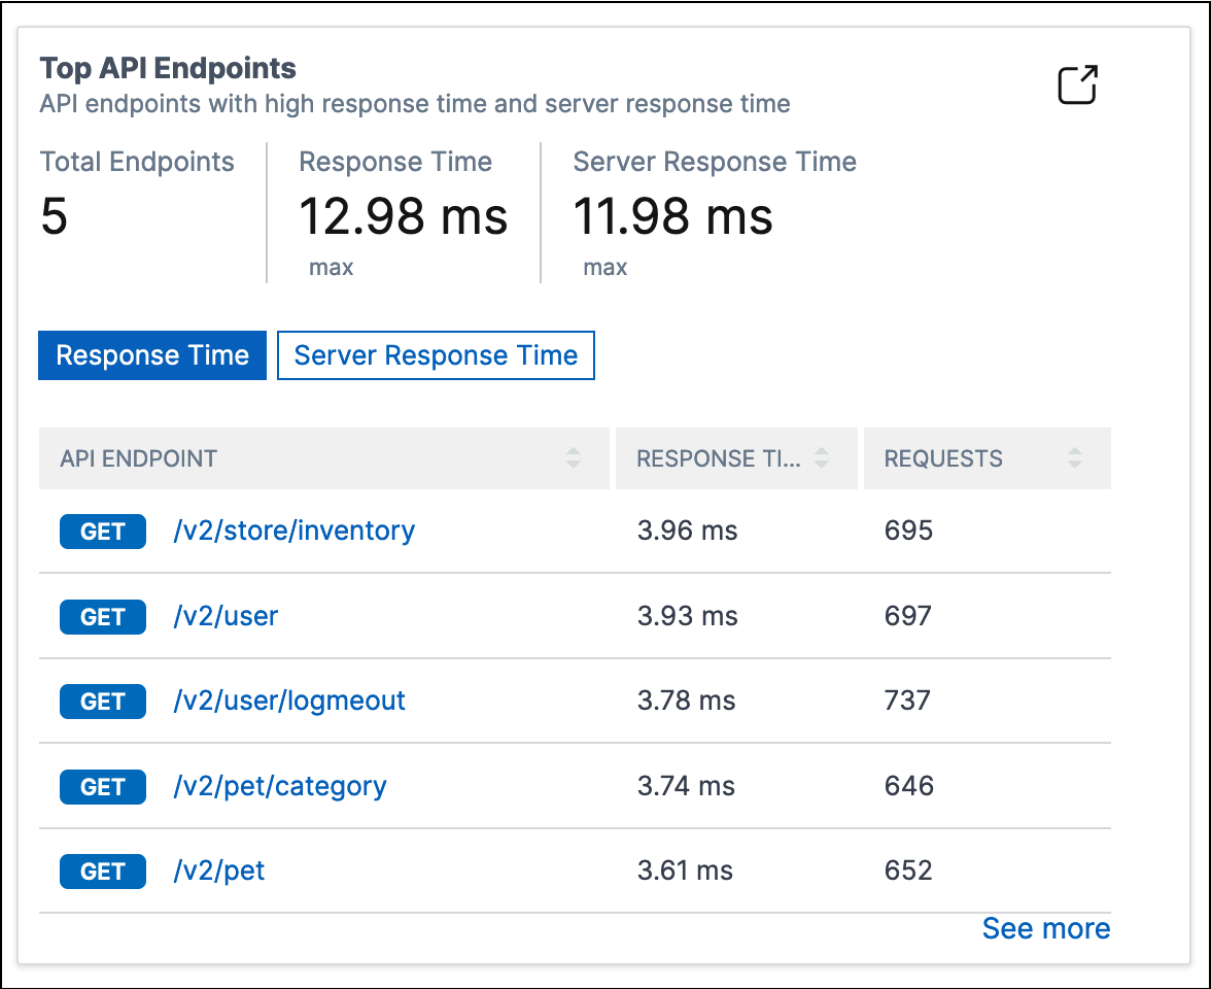 Top API Endpoints
API endpoints with high response time and server response time
Total Endpoints
5
Response Time
12.98 ms
max
Server Response Time
11.98 ms
max
Response Time Server Response Time
API ENDPOINT RESPONSE TI... REQUESTS
GET /v2/store/inventory 3.96 ms 695
GET /v2/user 3.93 ms 697
GET /v2/user/logmeout 3.78 ms 737
GET /v2/pet/category 3.74 ms 646
GET /v2/pet 3.61 ms 652
See more